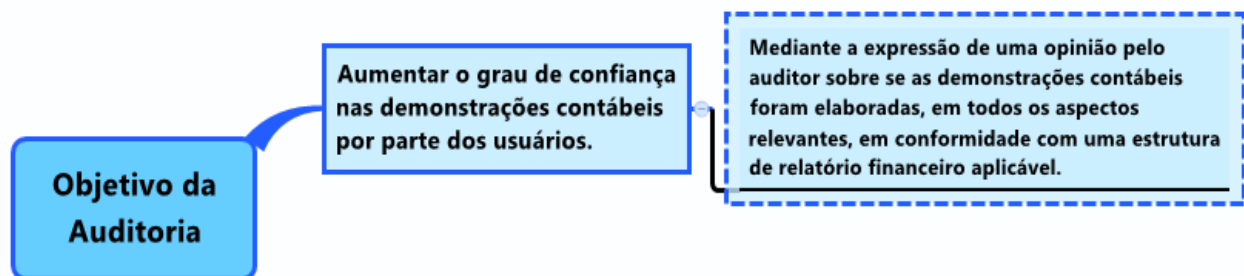 Objetivo da
Auditoria
Aumentar o grau de confiança
nas demonstrações contábeis
por parte dos usuários.
Mediante a expressão de uma opinião pelo
auditor sobre se as demonstrações contábeis
foram elaboradas, em todos os aspectos
relevantes, em conformidade com uma estrutura
de relatório financeiro aplicável.